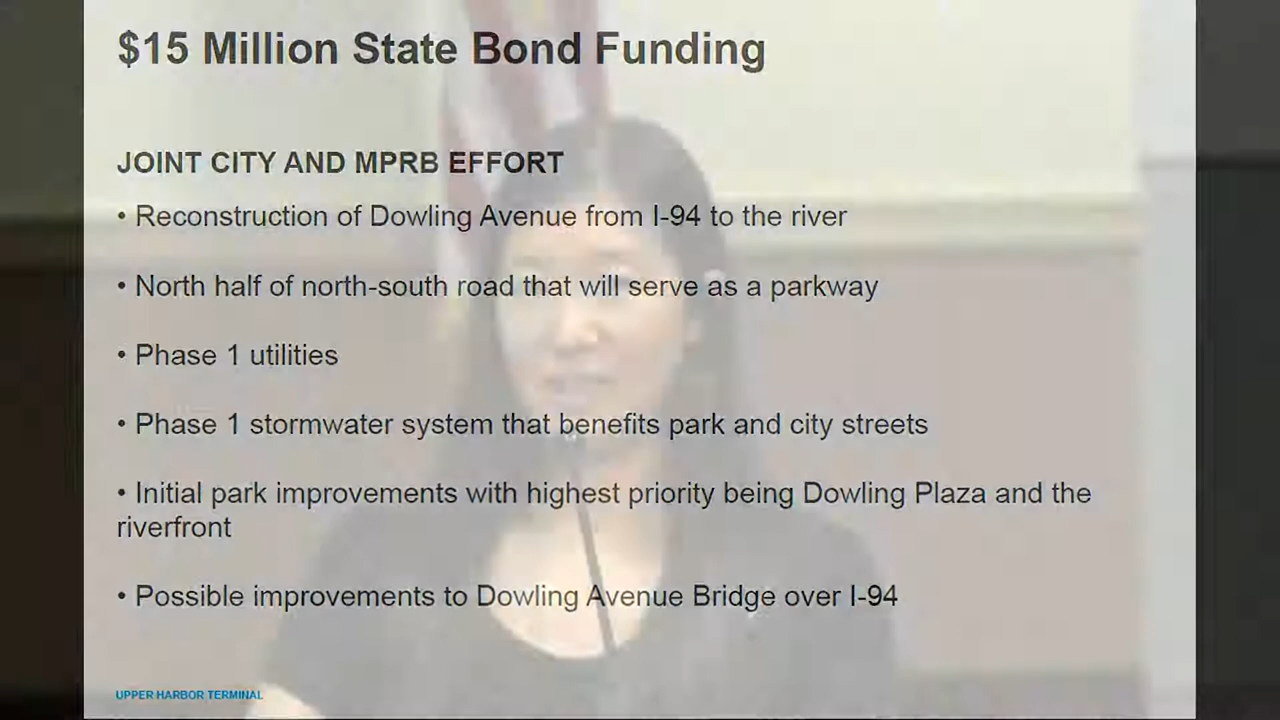 $15 Million State Bond Funding
JOINT CITY AND MPRB EFFORT
• Reconstruction of Dowling Avenue from I-94 to the river
• North half of north-south road that will serve as a parkway
• Phase 1 utilities
• Phase 1 stormwater system that benefits park and city streets
• Initial park improvements with highest priority being Dowling Plaza and the
riverfront
• Possible improvements to Dowling Avenue Bridge over I-94
UPPER HARBOR TERMINAL